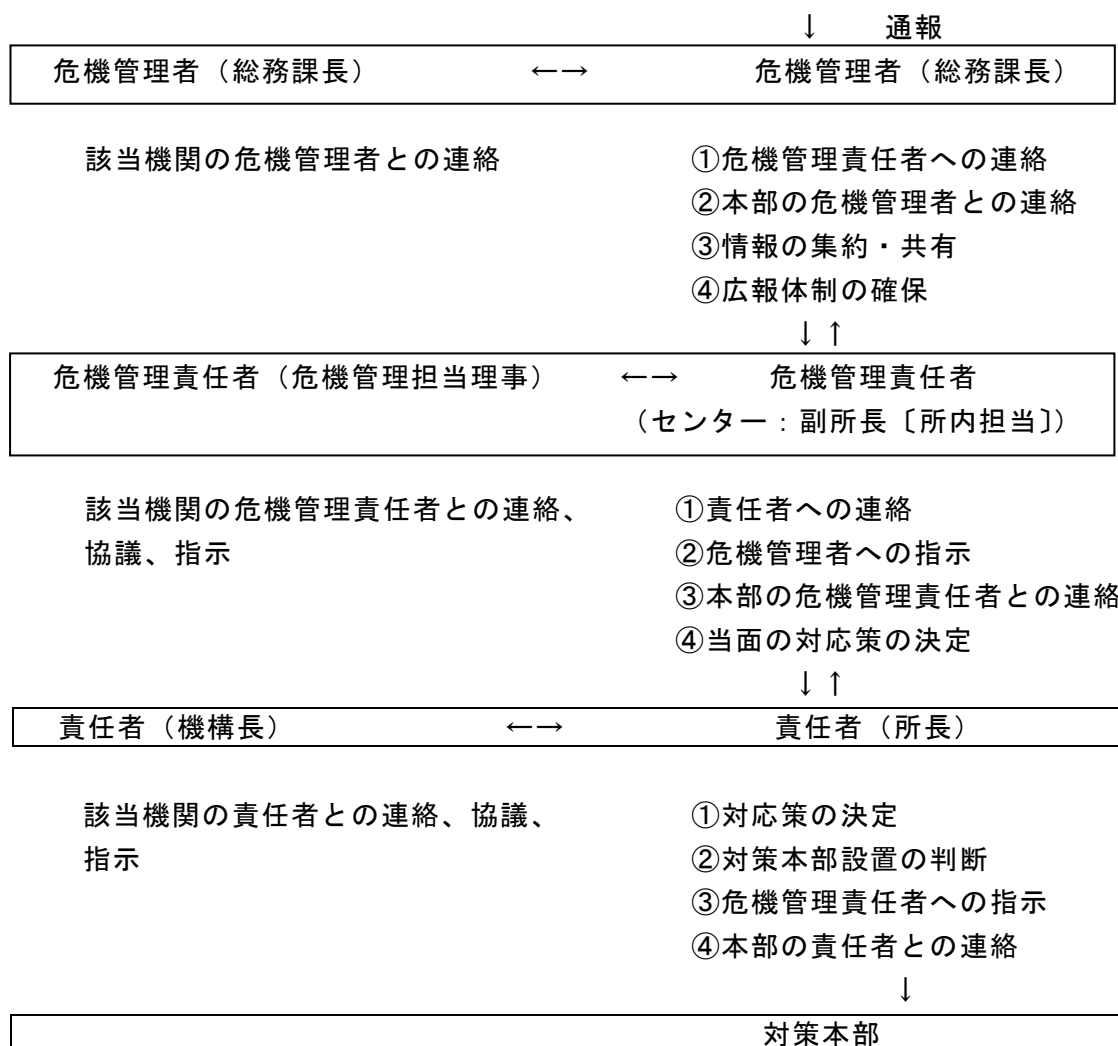 ↓ 通報
危機管理者（総務課長） ←→ 危機管理者（総務課長）
該当機関の危機管理者との連絡 ①危機管理責任者への連絡
②本部の危機管理者との連絡
③情報の集約・共有
④広報体制の確保
↓↑
危機管理責任者（危機管理担当理事） ←→ 危機管理責任者
（センター：副所長〔所内担当〕）
該当機関の危機管理責任者との連絡、 ①責任者への連絡
協議、指示 ②危機管理者への指示
③本部の危機管理責任者との連絡
④当面の対応策の決定
↓↑
責任者（機構長） ←→ 責任者（所長）
該当機関の責任者との連絡、協議、 ①対応策の決定
指示 ②対策本部設置の判断
③危機管理責任者への指示
④本部の責任者との連絡
↓
対策本部